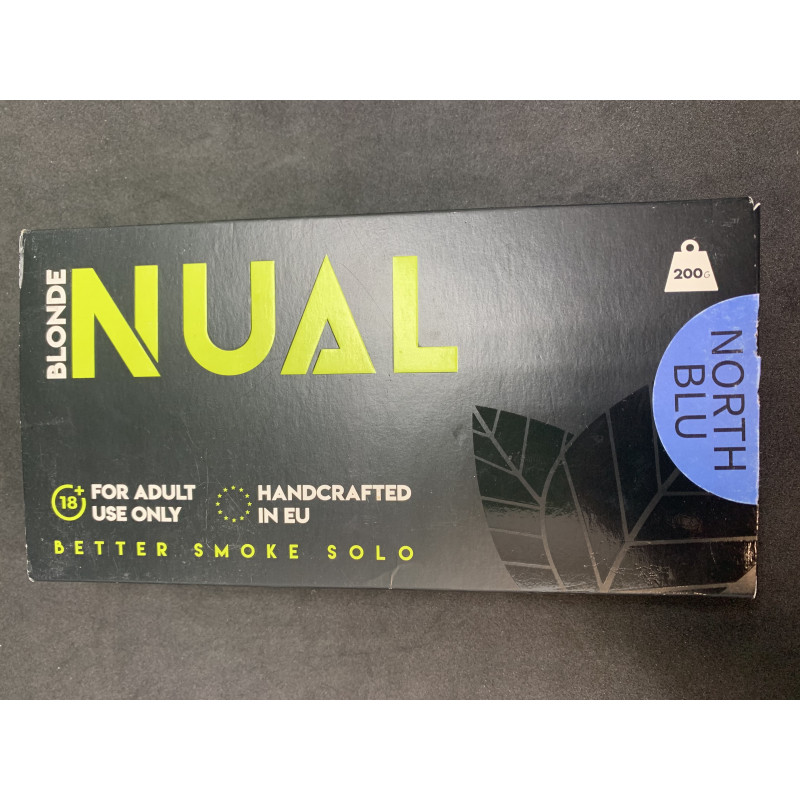 BLONDE
NUAL
200G
NORTH
BLU
18+
FOR ADULT
USE ONLY
HANDCRAFTED
IN EU
BETTER SMOKE SOLO